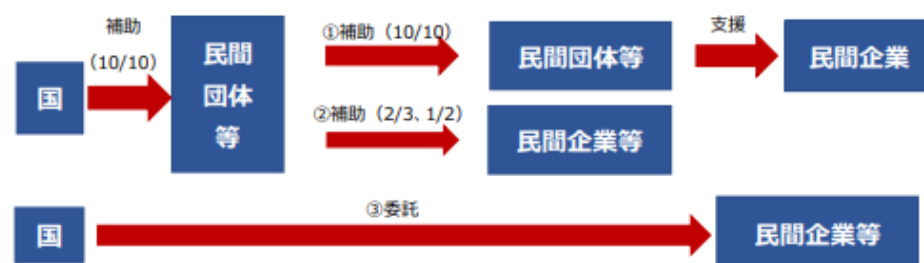 国
補助
（10/10）
民間
団体
等
①補助（10/10）
民間団体等
支援
民間企業
②補助（2/3、1/2）
民間企業等
国
③委託
民間企業等